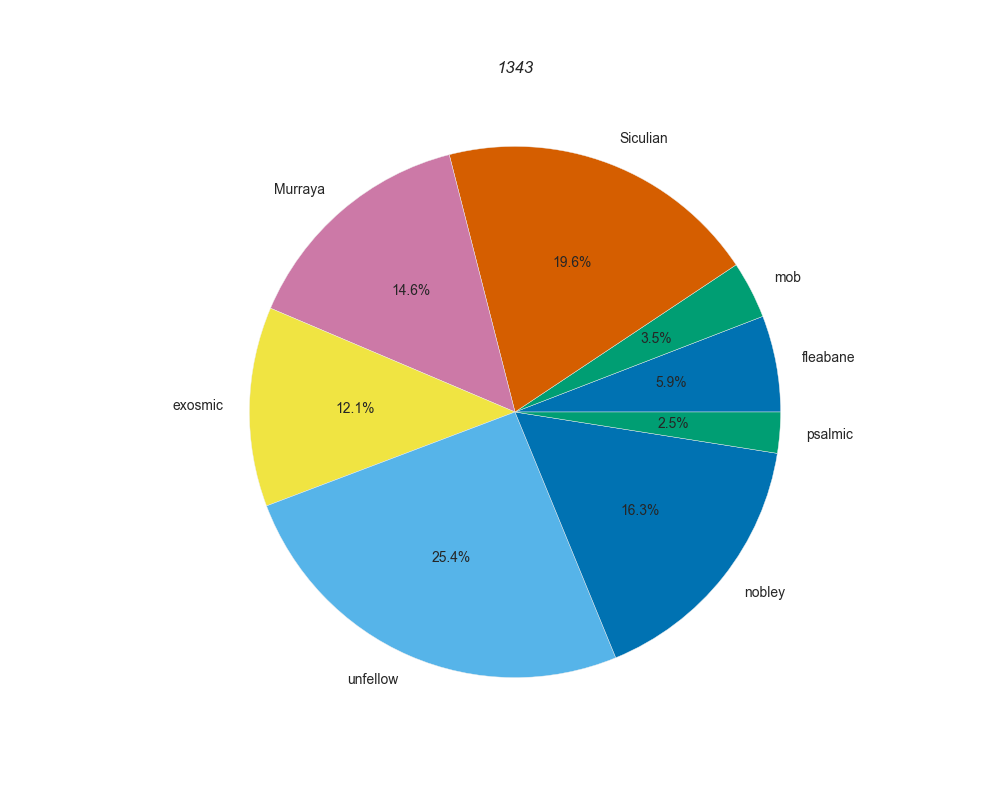 1343
Siculian
Murraya
mob
19.6%
14.6%
3.5%
fleabane
5.9%
exosmic
12.1%
2.5%
psalmic
16.3%
25.4%
nobley
unfellow